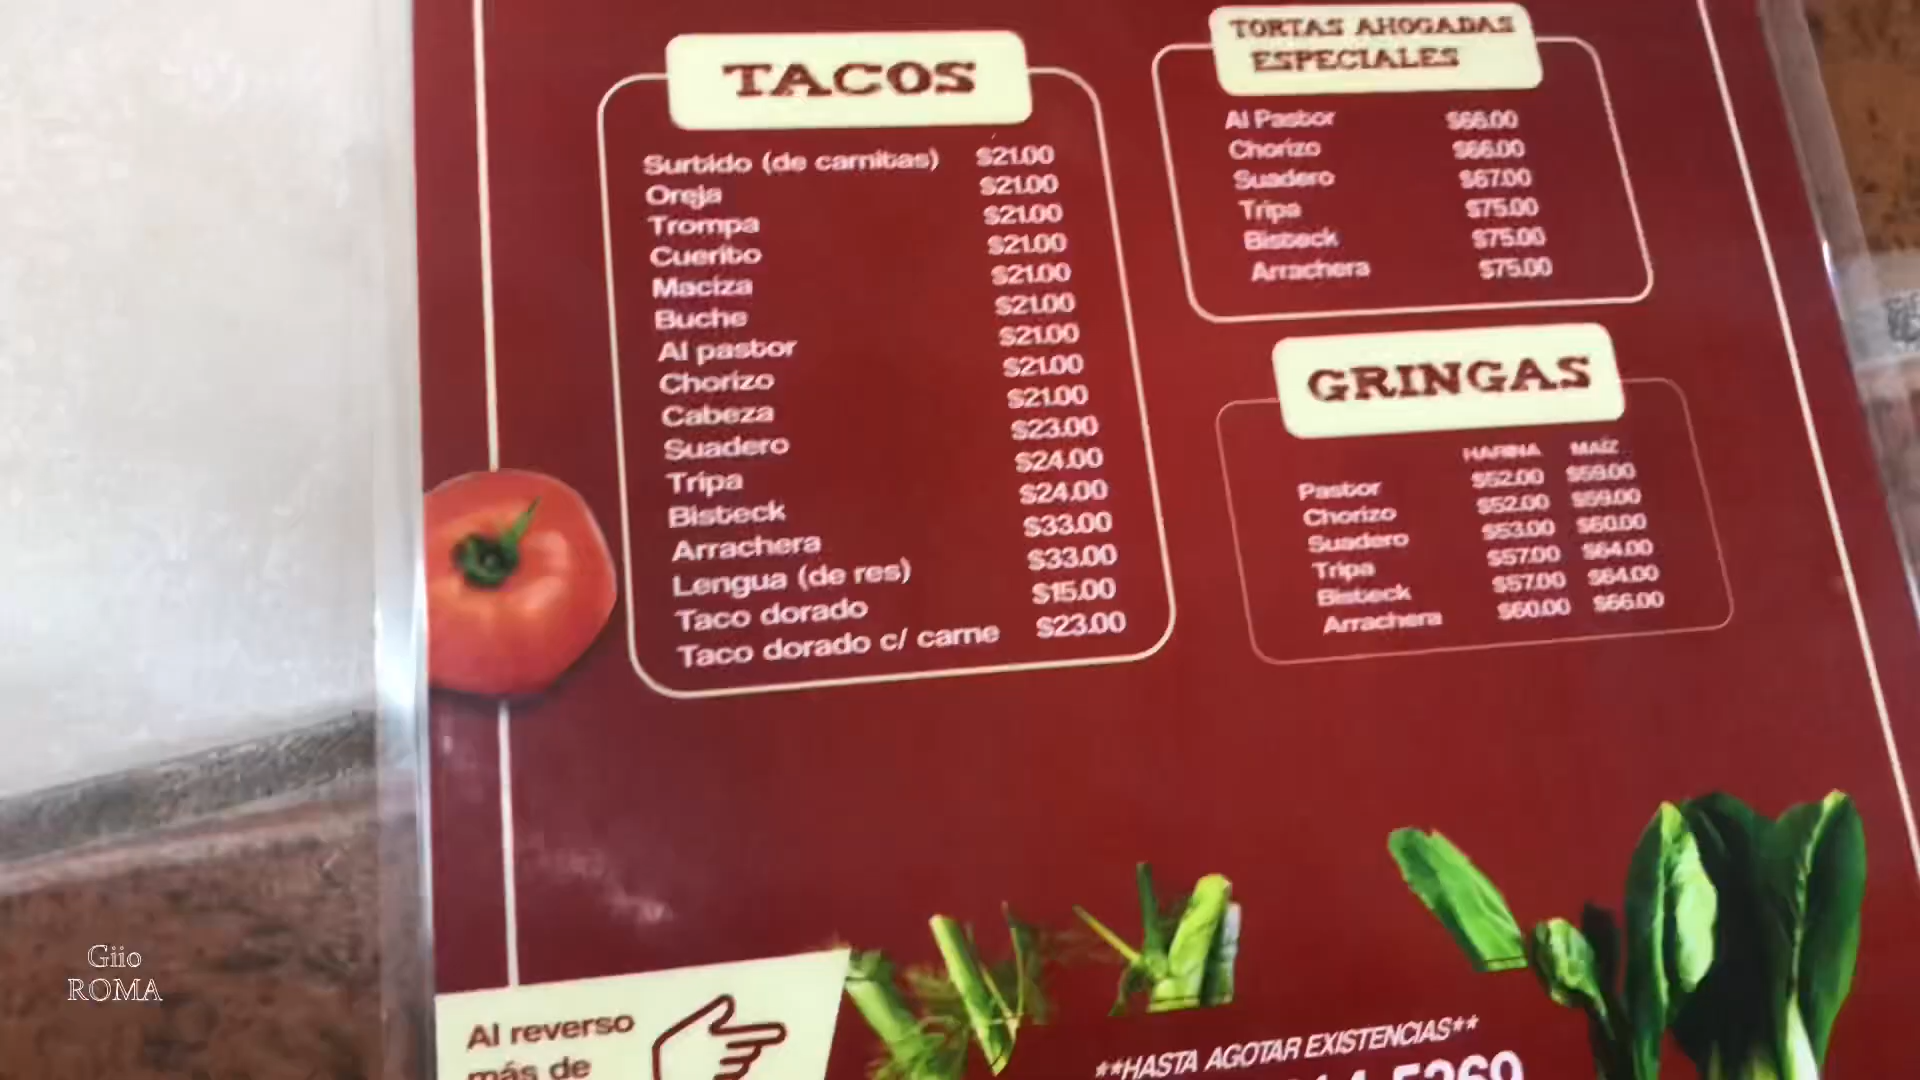 TACOS
Surtido (de carnitas) $21.00
Oreja $21.00
Trompa $21.00
Cuerito $21.00
Maciza $21.00
Buche $21.00
Al pastor $21.00
Chorizo $21.00
Cabeza $21.00
Suadero $23.00
Tripa $24.00
Bisteck $24.00
Arrachera $33.00
Lengua (de res) $33.00
Taco dorado $15.00
Taco dorado c/ carne $23.00
TORTAS AHOGADAS
ESPECIALES
Al Pastor $66.00
Chorizo $66.00
Suadero $67.00
Tripa $75.00
Bisteck $75.00
Arrachera $75.00
GRINGAS
HARINA MAÍZ
Pastor $52.00 $59.00
Chorizo $52.00 $59.00
Suadero $53.00 $60.00
Tripa $57.00 $64.00
Bisteck $57.00 $64.00
Arrachera $60.00 $66.00
Al reverso
más de
**HASTA AGOTAR EXISTENCIAS**
5269
Giio
ROMA